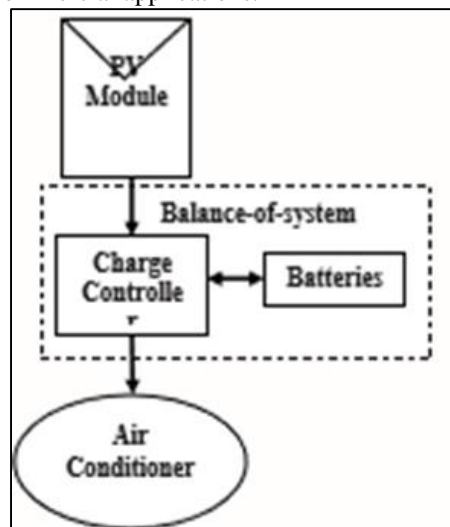 PV
Module
Balance-of-system
Charge
Controlle
r
Batteries
Air
Conditioner